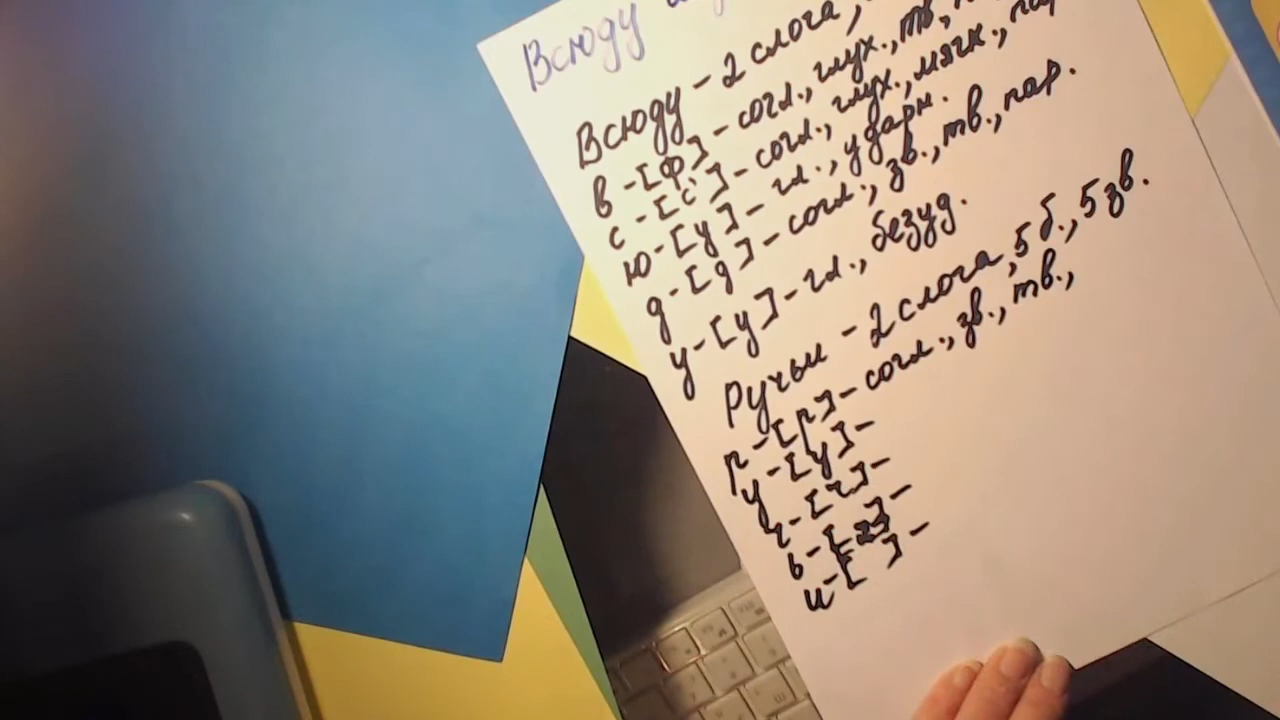 Всюду
Всюду - 2 слога,
в - [ф] - согл., глух., тв.,
с - [с'] - согл., глух., мягк., пар
ю - [у] - гл., ударн.
д - [д] - согл., зв., тв., пар.
у - [у] - гл., безуд.
Ручьи - 2 слога, 5 б., 5 зв.
р - [р] - согл., зв., тв.,
у - [у] -
ч - [ч] -
ь - [ ] -
и - [ ] -